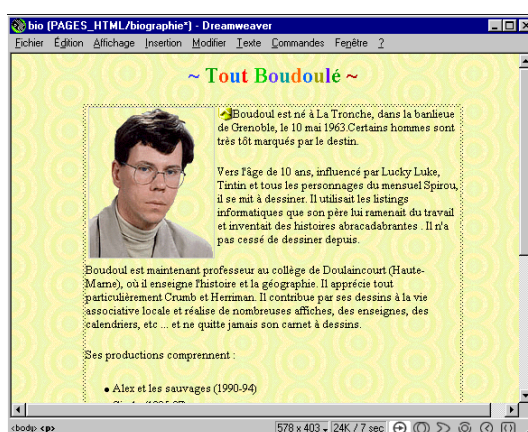 bio (PAGES_HTML/biographie*) - Dreamweaver
Fichier Édition Affichage Insertion Modifier Texte Commandes Fenêtre ?
~ Tout Boudoulé ~
Boudoul est né à La Tronche, dans la banlieue
de Grenoble, le 10 mai 1963.Certains hommes sont
très tôt marqués par le destin.
Vers l'âge de 10 ans, influencé par Lucky Luke,
Tintin et tous les personnages du mensuel Spirou,
il se mit à dessiner. Il utilisait les listings
informatiques que son père lui ramenait du travail
et inventait des histoires abracadabrantes . Il n'a
pas cessé de dessiner depuis.
Boudoul est maintenant professeur au collège de Doulaincourt (Haute-
Marne), où il enseigne l'histoire et la géographie. Il apprécie tout
particulièrement Crumb et Herriman. Il contribue par ses dessins à la vie
associative locale et réalise de nombreuses affiches, des enseignes, des
calendriers, etc ... et ne quitte jamais son carnet à dessins.
Ses productions comprennent :
• Alex et les sauvages (1990-94)
<body> <p>
578 x 403 24K / 7 sec